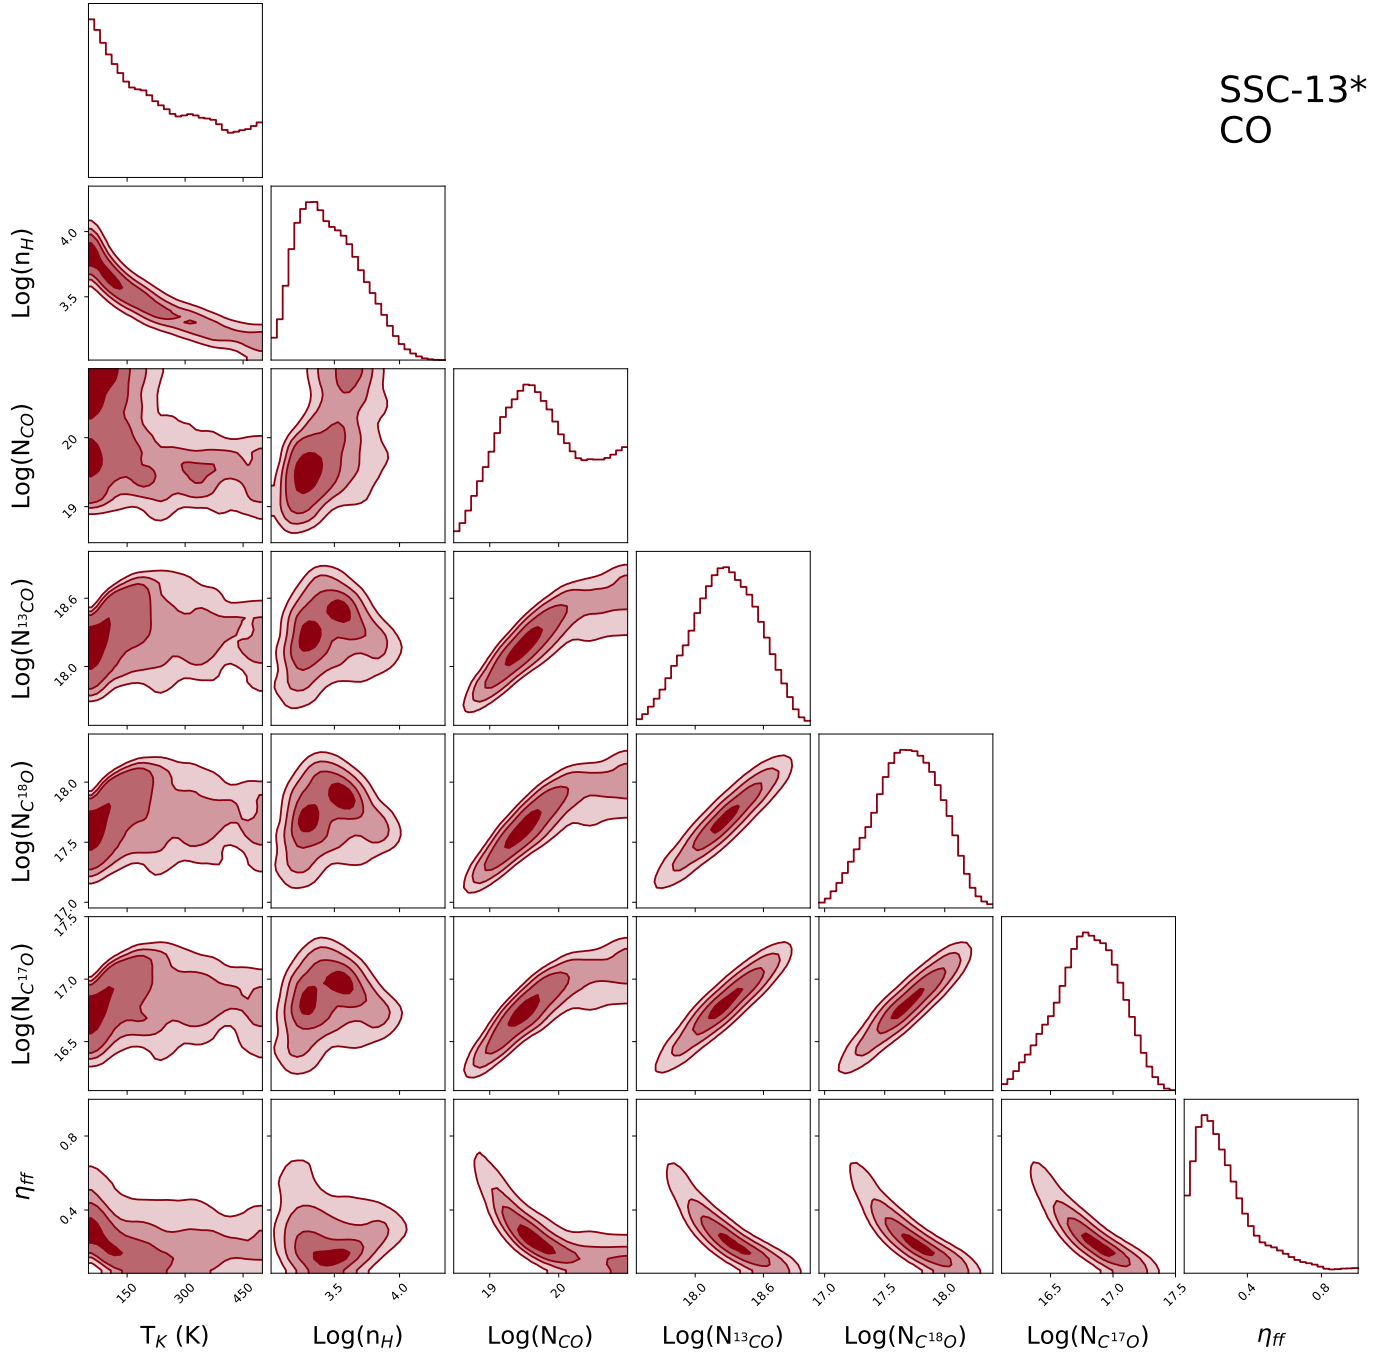 SSC-13*
CO
Log(n_H)
4.0
3.5
Log(N_CO)
20
19
Log(N_13CO)
18.6
18.0
Log(N_C18O)
18.0
17.5
17.0
Log(N_C17O)
17.5
17.0
16.5
η_ff
0.8
0.4
150 300 450 3.5 4.0 19 20 18.0 18.6 17.0 17.5 18.0 16.5 17.0 17.5 0.4 0.8
T_K (K) Log(n_H) Log(N_CO) Log(N_13CO) Log(N_C18O) Log(N_C17O) η_ff